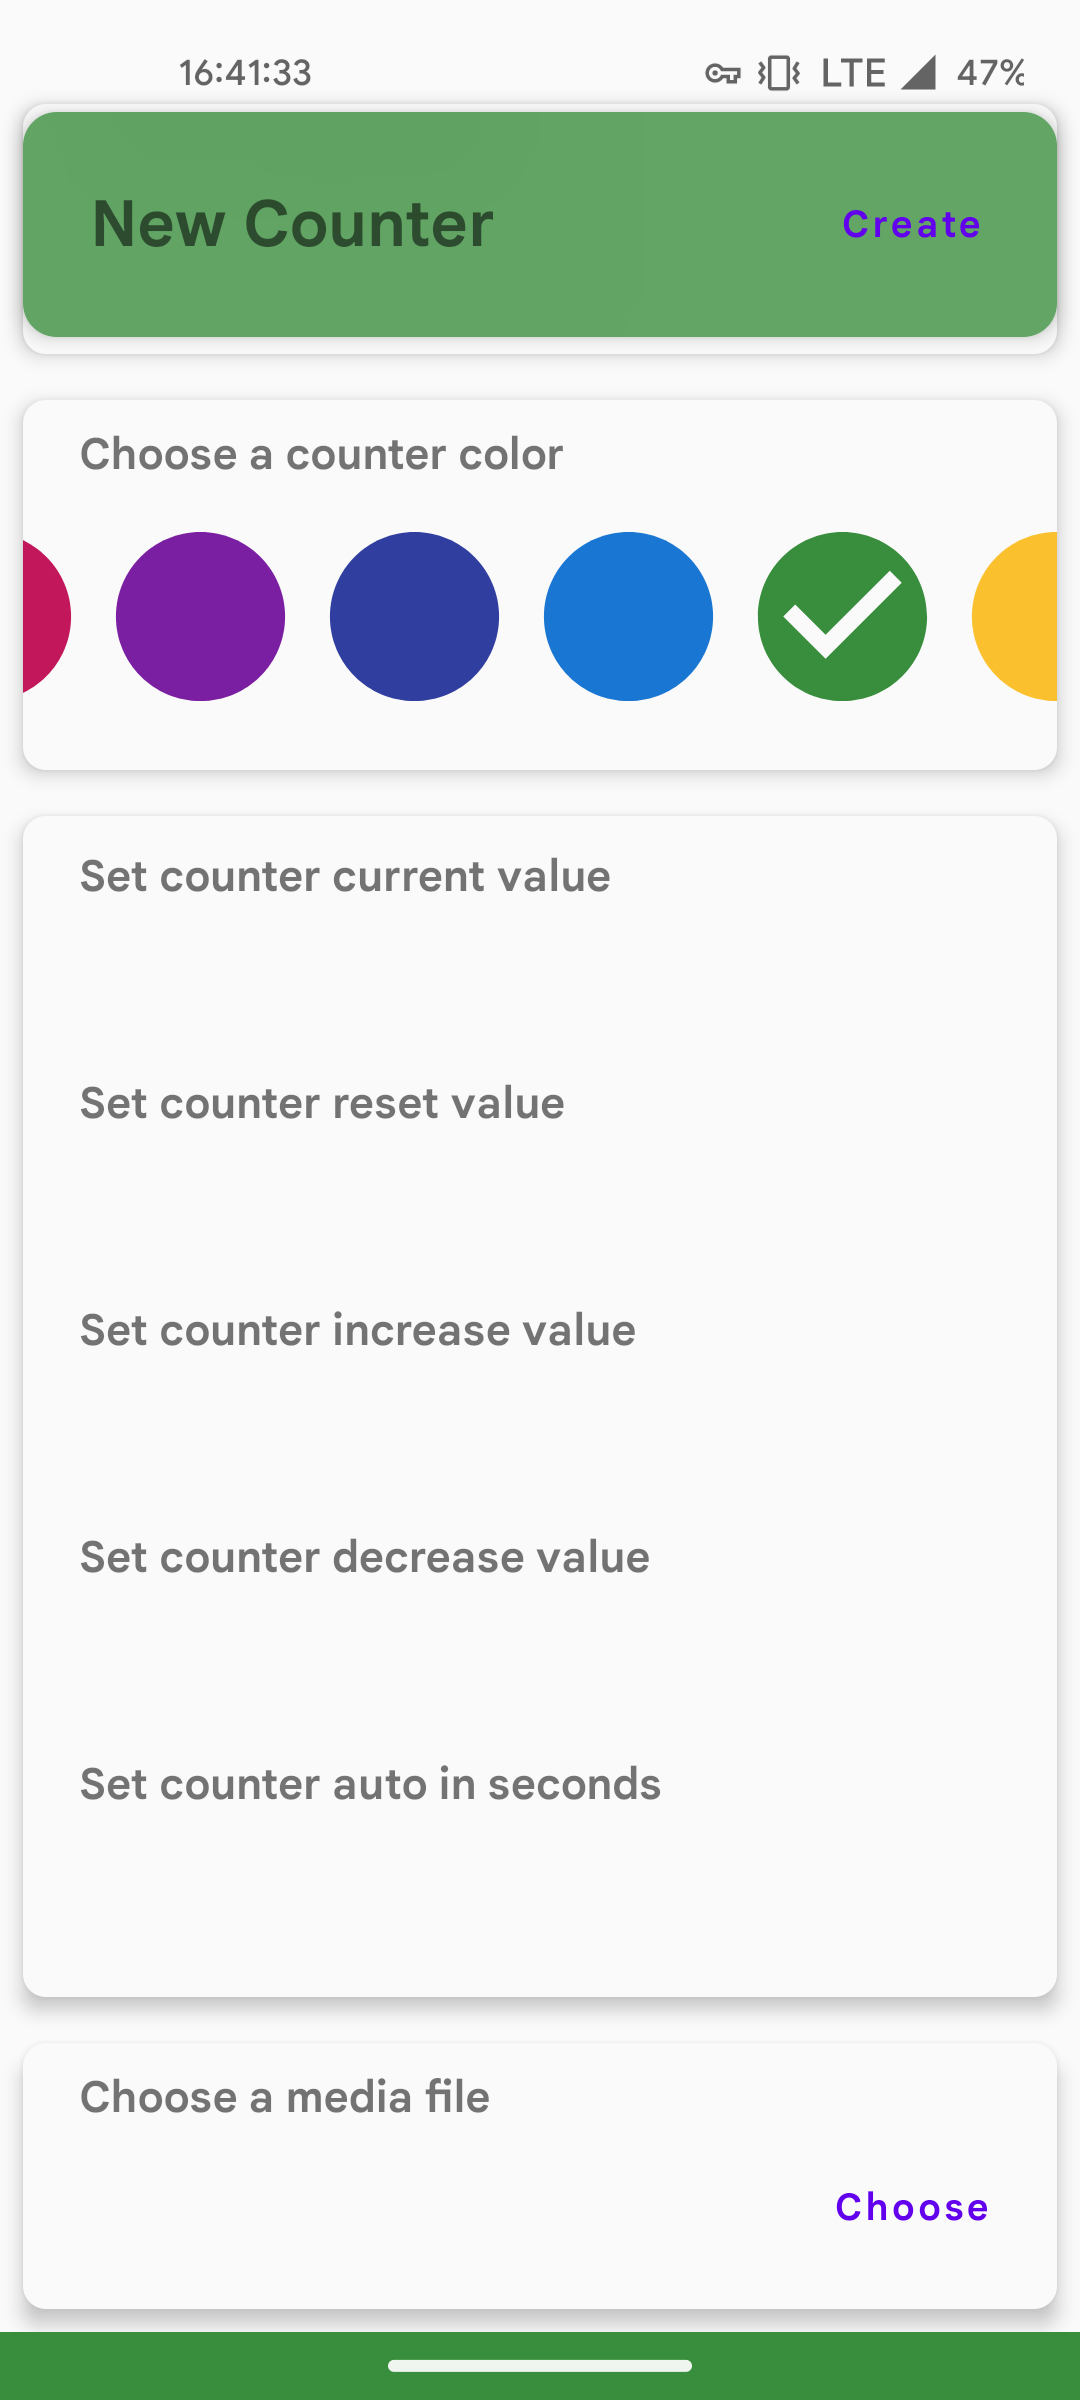 16:41:33 LTE 47%
New Counter Create
Choose a counter color
Set counter current value
Set counter reset value
Set counter increase value
Set counter decrease value
Set counter auto in seconds
Choose a media file
Choose